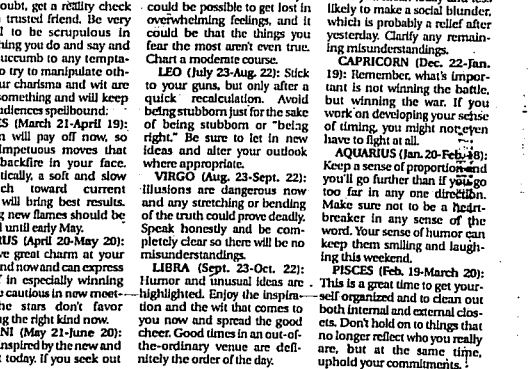 oubt, get a reality check
trusted friend. Be very
to be scrupulous in
hing you do and say and
uccumb to any tempta-
o try to manipulate oth-
ur charisma and wit are
something and will keep
udiences spellbound.
ES (March 21-April 19):
n will pay off now, so
impetuous moves that
backfire in your face.
tically, a soft and slow
ch toward current
will bring best results.
g new flames should be
l until early May.
RUS (April 20-May 20):
ve great charm at your
nd now and can express
f in especially winning
e cautious in new meet-
he stars don't favor
ng the right kind now.
NI (May 21-June 20):
nspired by the new and
today. If you seek out
could be possible to get lost in
overwhelming feelings, and it
could be that the things you
fear the most aren't even true.
Chart a moderate course.
LEO (July 23-Aug. 22): Stick
to your guns, but only after a
quick recalculation. Avoid
being stubborn just for the sake
of being stubborn or "being
right." Be sure to let in new
ideas and alter your outlook
where appropriate.
VIRGO (Aug. 23-Sept. 22):
Illusions are dangerous now
and any stretching or bending
of the truth could prove deadly.
Speak honestly and be com-
pletely clear so there will be no
misunderstandings.
LIBRA (Sept. 23-Oct. 22):
Humor and unusual ideas are
highlighted. Enjoy the inspira-
tion and the wit that comes to
you now and spread the good
cheer. Good times in an out-of-
the-ordinary venue are defi-
nitely the order of the day.
likely to make a social blunder,
which is probably a relief after
yesterday. Clarify any remain-
ing misunderstandings.
CAPRICORN (Dec. 22-Jan.
19): Remember, what's impor-
tant is not winning the battle,
but winning the war. If you
work on developing your sense
of timing, you might not even
have to fight at all.
AQUARIUS (Jan. 20-Feb. 18):
Keep a sense of proportion and
you'll go further than if you go
too far in any one direction.
Make sure not to be a heart-
breaker in any sense of the
word. Your sense of humor can
keep them smiling and laugh-
ing this weekend.
PISCES (Feb. 19-March 20):
This is a great time to get your-
self organized and to clean out
both internal and external clos-
ets. Don't hold on to things that
no longer reflect who you really
are, but at the same time,
uphold your commitments.